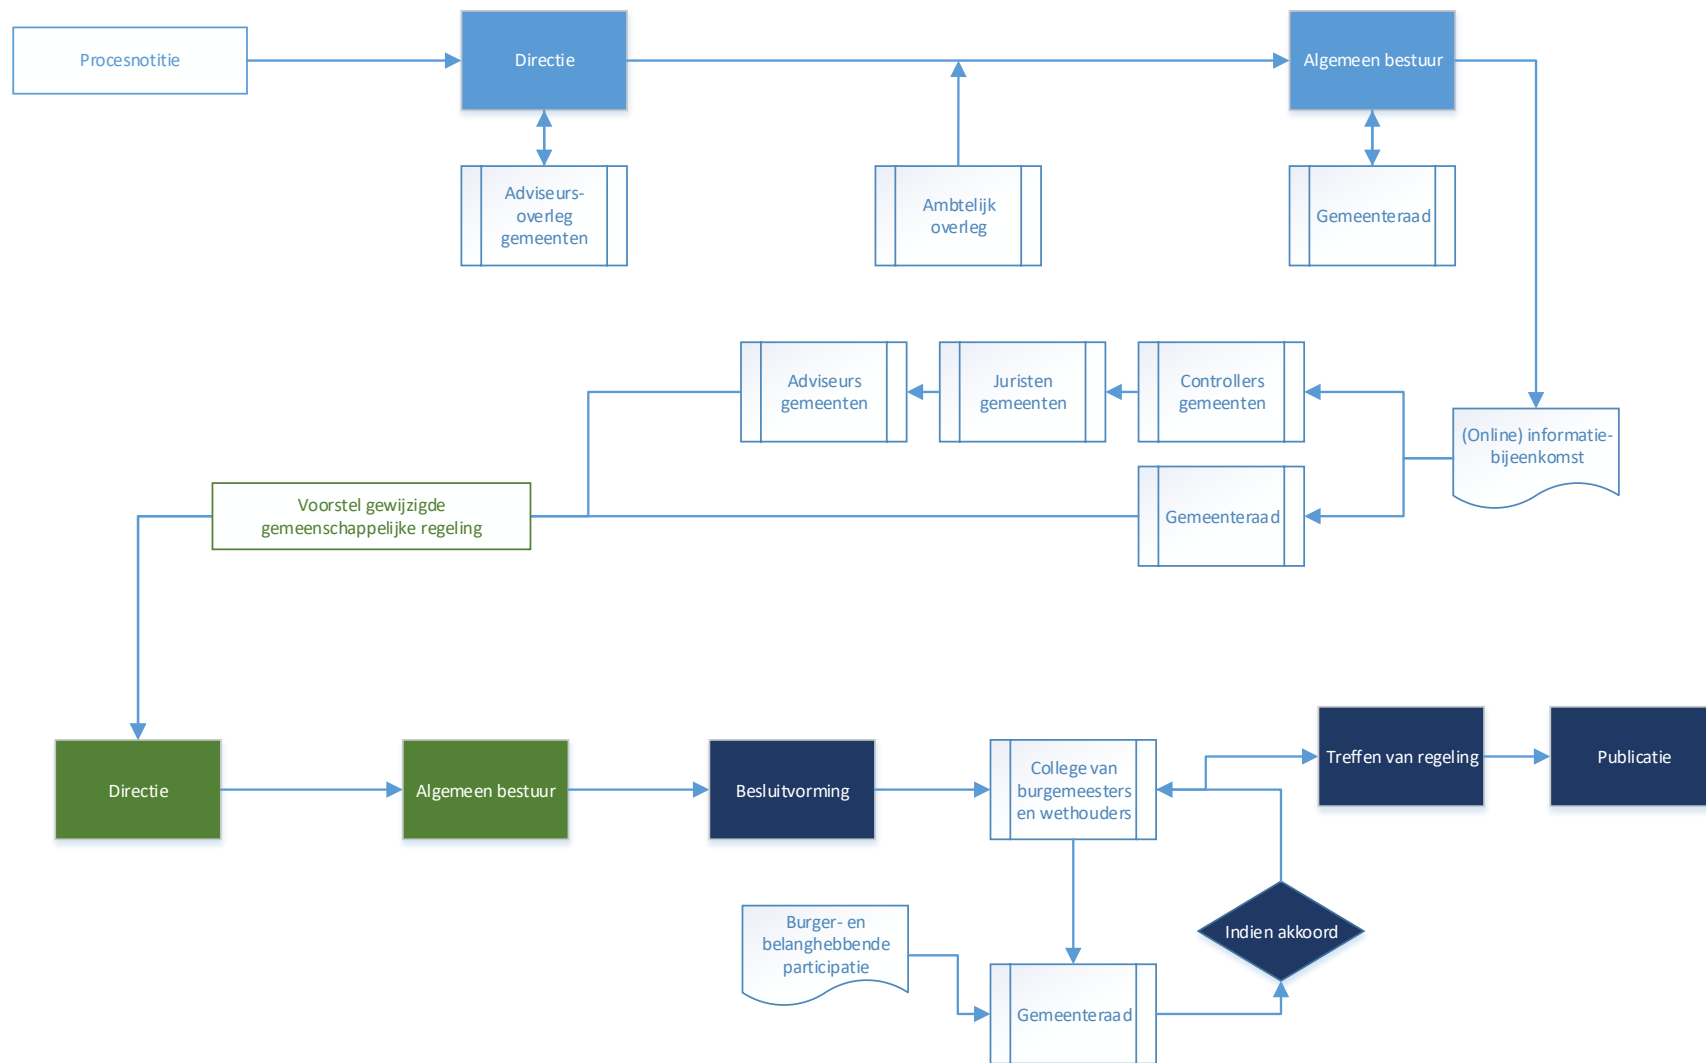 Procesnotitie
Directie
Algemeen bestuur
Adviseurs-
overleg
gemeenten
Ambtelijk
overleg
Gemeenteraad
Adviseurs
gemeenten
Juristen
gemeenten
Controllers
gemeenten
(Online) informatie-
bijeenkomst
Voorstel gewijzigde
gemeenschappelijke regeling
Gemeenteraad
Directie
Algemeen bestuur
Besluitvorming
College van
burgemeesters
en wethouders
Treffen van regeling
Publicatie
Burger- en
belanghebbende
participatie
Indien akkoord
Gemeenteraad